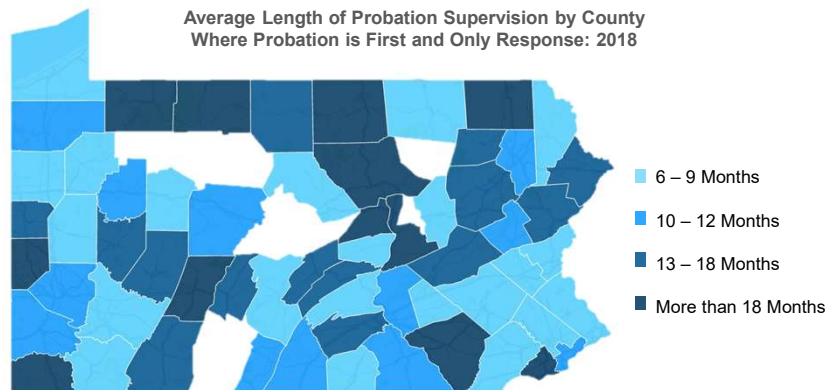 Average Length of Probation Supervision by County
Where Probation is First and Only Response: 2018
6 – 9 Months
10 – 12 Months
13 – 18 Months
More than 18 Months